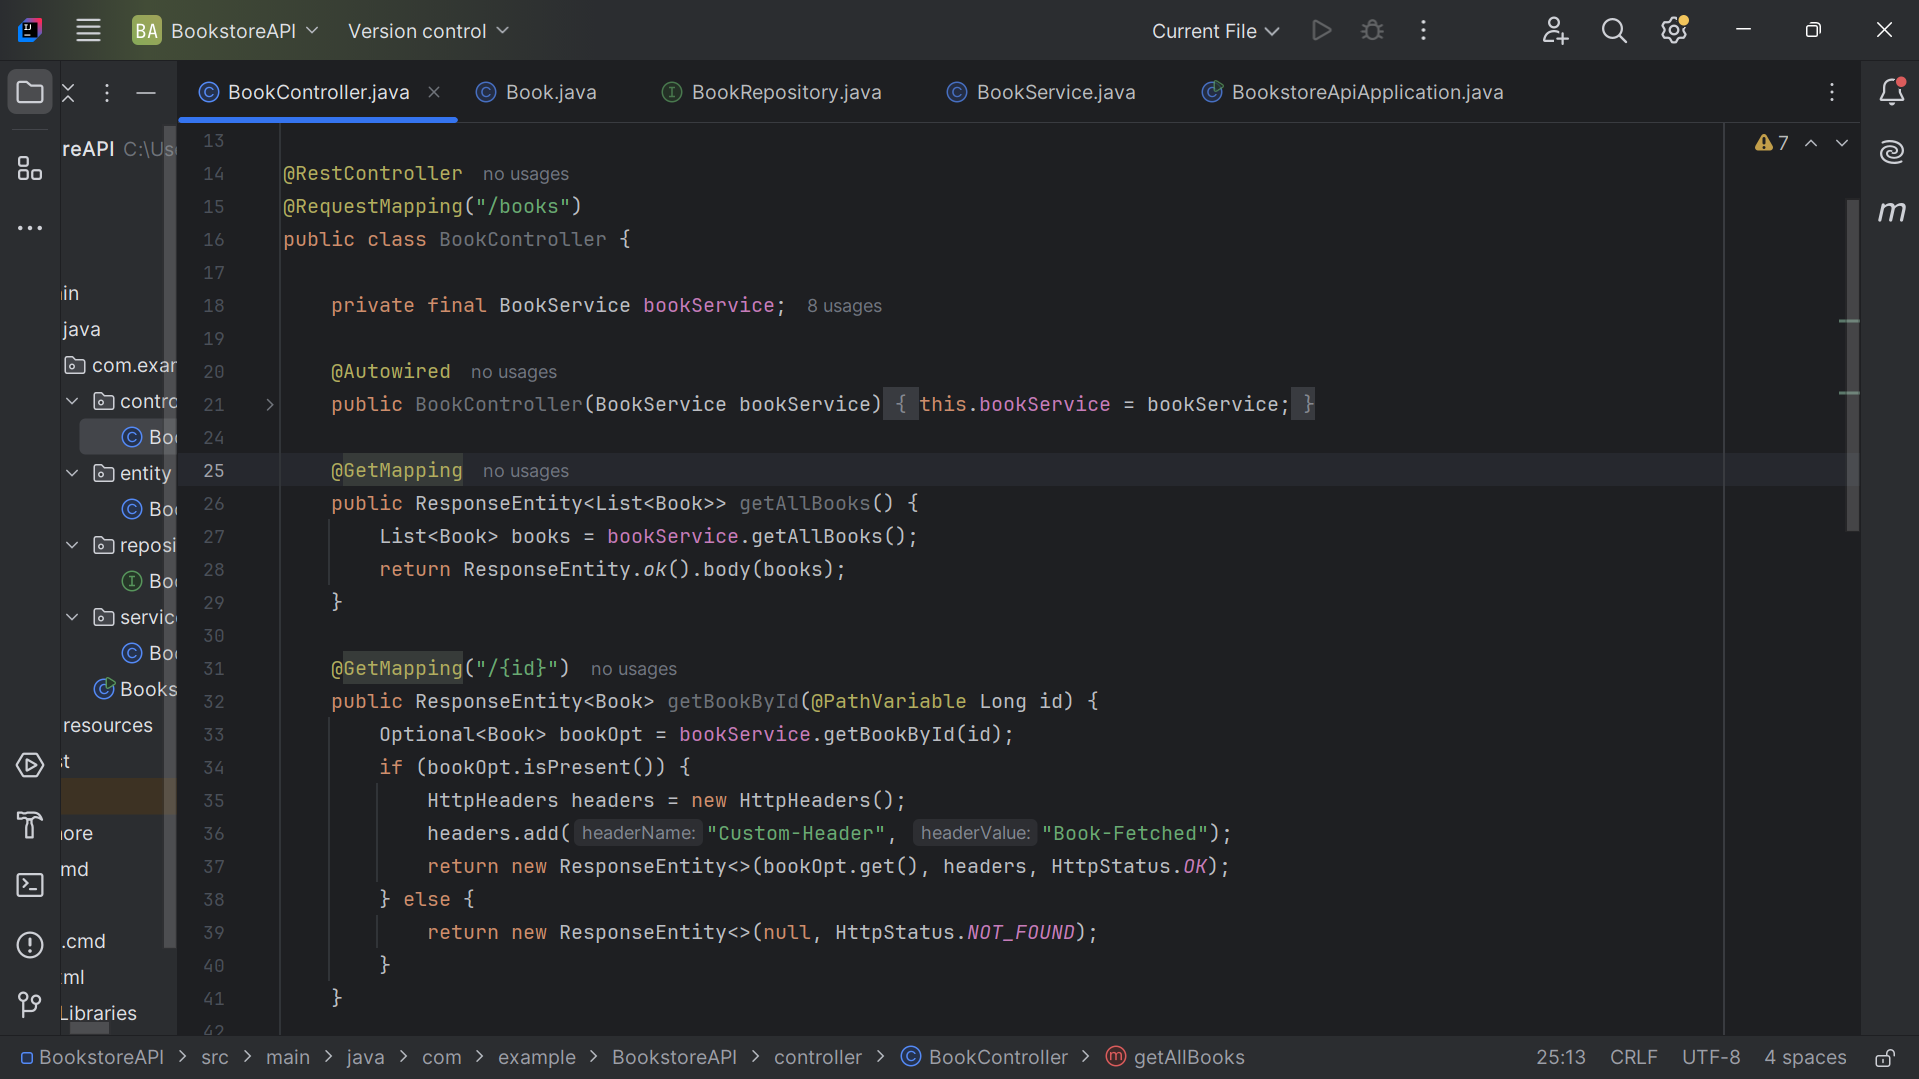 BA BookstoreAPI Version control Current File
BookController.java Book.java BookRepository.java BookService.java BookstoreApiApplication.java
reAPI C:\Us
in
java
com.exar
contro
Boo
entity
Boo
reposi
Boo
servic
Boo
Books
resources
st
ore
md
.cmd
ml
Libraries
7
13
14 @RestController no usages
15 @RequestMapping("/books")
16 public class BookController {
17
18 private final BookService bookService; 8 usages
19
20 @Autowired no usages
21 public BookController(BookService bookService) { this.bookService = bookService; }
24
25 @GetMapping no usages
26 public ResponseEntity<List<Book>> getAllBooks() {
27 List<Book> books = bookService.getAllBooks();
28 return ResponseEntity.ok().body(books);
29 }
30
31 @GetMapping("/{id}") no usages
32 public ResponseEntity<Book> getBookById(@PathVariable Long id) {
33 Optional<Book> bookOpt = bookService.getBookById(id);
34 if (bookOpt.isPresent()) {
35 HttpHeaders headers = new HttpHeaders();
36 headers.add( headerName: "Custom-Header", headerValue: "Book-Fetched");
37 return new ResponseEntity<>(bookOpt.get(), headers, HttpStatus.OK);
38 } else {
39 return new ResponseEntity<>(null, HttpStatus.NOT_FOUND);
40 }
41 }
42
BookstoreAPI > src > main > java > com > example > BookstoreAPI > controller > BookController > getAllBooks 25:13 CRLF UTF-8 4 spaces